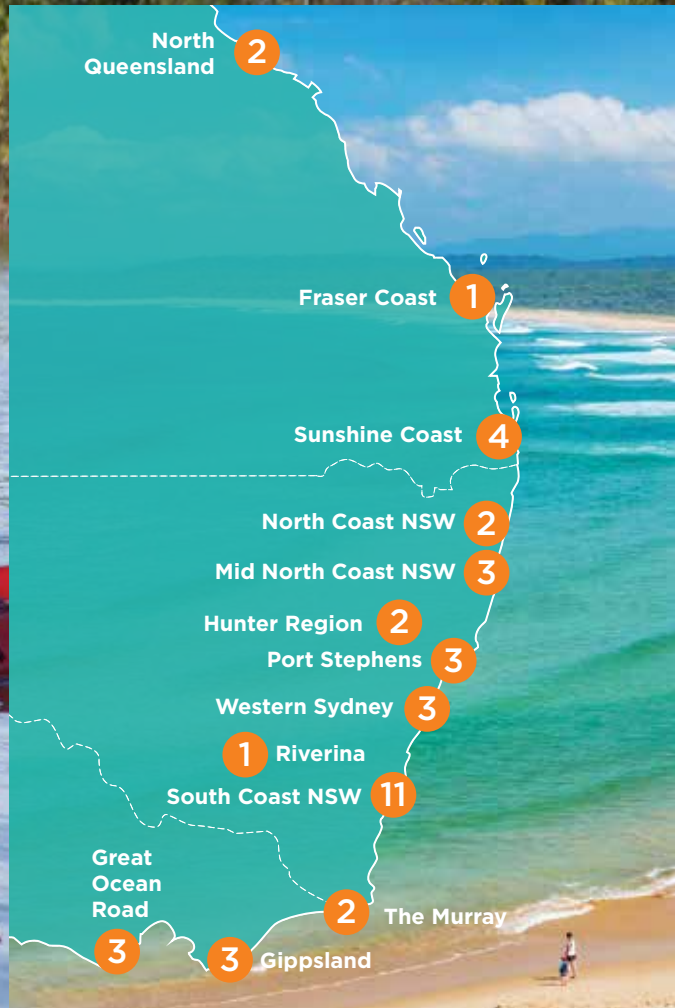 North
Queensland
2
Fraser Coast 1
Sunshine Coast 4
North Coast NSW 2
Mid North Coast NSW 3
Hunter Region 2
Port Stephens 3
Western Sydney 3
1 Riverina
South Coast NSW 11
Great
Ocean
Road
3
2 The Murray
3 Gippsland